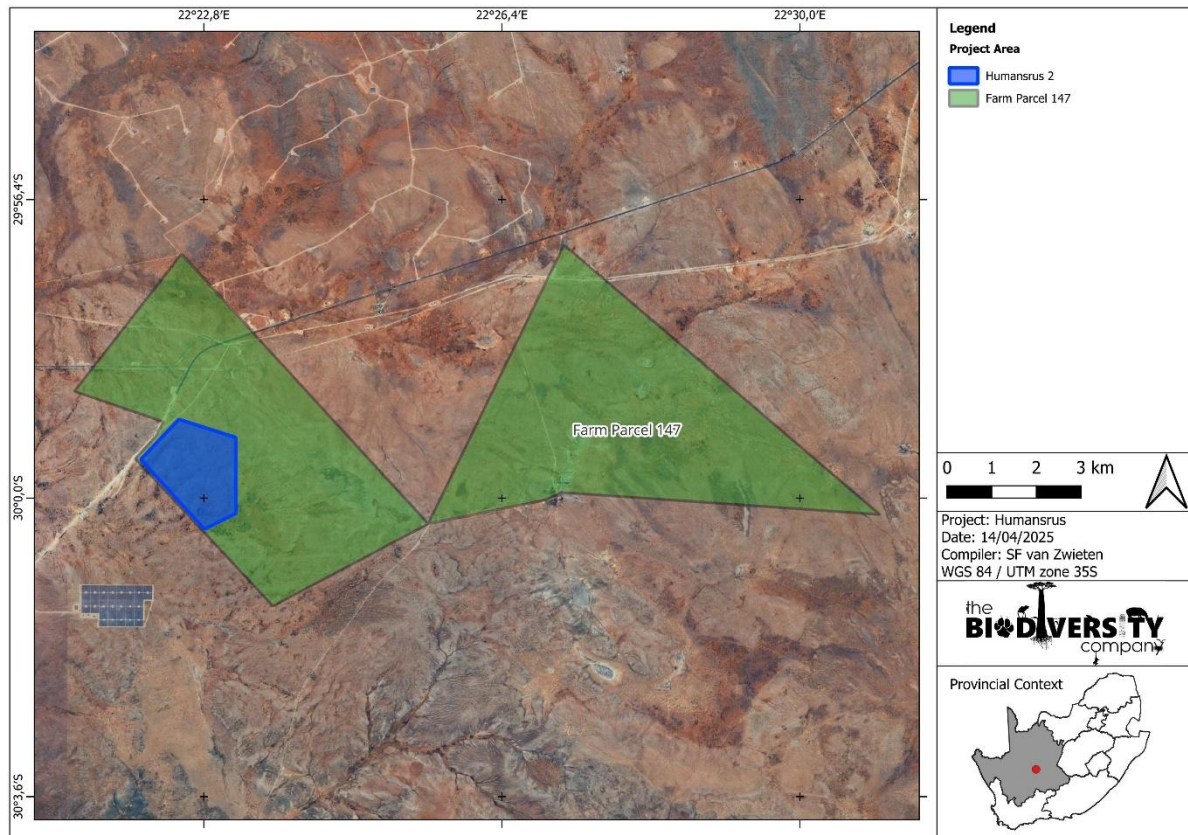 22°22,8'E
22°26,4'E
22°30,0'E
29°56,4'S
30°0,0'S
30°3,6'S
Farm Parcel 147
Legend
Project Area
Humansrus 2
Farm Parcel 147
0 1 2 3 km
Project: Humansrus
Date: 14/04/2025
Compiler: SF van Zwieten
WGS 84 / UTM zone 35S
the
BIODIVERSITY
company
Provincial Context